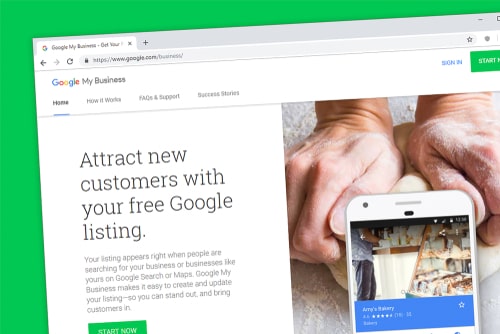 Google My Business - Get Your F
https://www.google.com/business/
Google My Business
SIGN IN
START N
Home
How it Works
FAQs & Support
Success Stories
Attract new
customers with
your free Google
listing.
Your listing appears right when people are
searching for your business or businesses like
yours on Google Search or Maps. Google My
Business makes it easy to create and update
your listing—so you can stand out, and bring
customers in.
START NOW
Amy's Bakery
Bakery